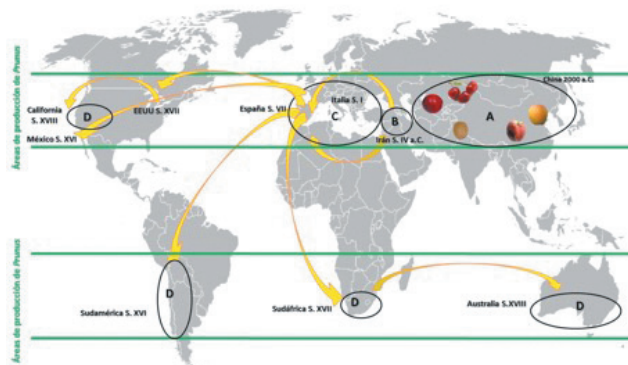 Áreas de producción de Prunus
China 2000 a.C.
California
S. XVIII
D
EEUU S. XVII
México S. XVI
España S. VII
Italia S. I
C
B
Irán S. IV a.C.
A
Áreas de producción de Prunus
D
Sudamérica S. XVI
Sudáfrica S. XVII
D
Australia S.XVIII
D